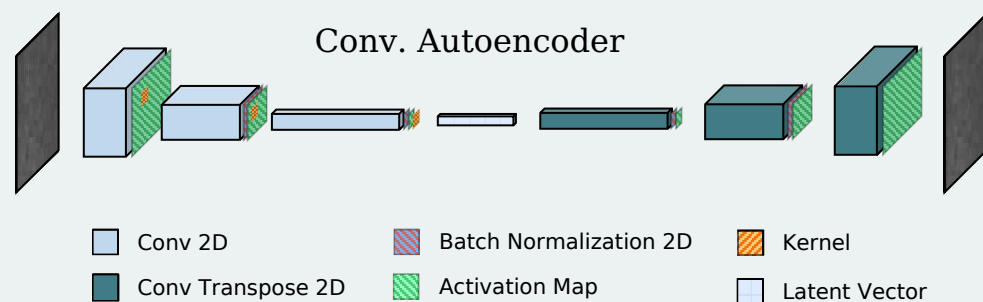 Conv. Autoencoder
Conv 2D
Batch Normalization 2D
Kernel
Conv Transpose 2D
Activation Map
Latent Vector